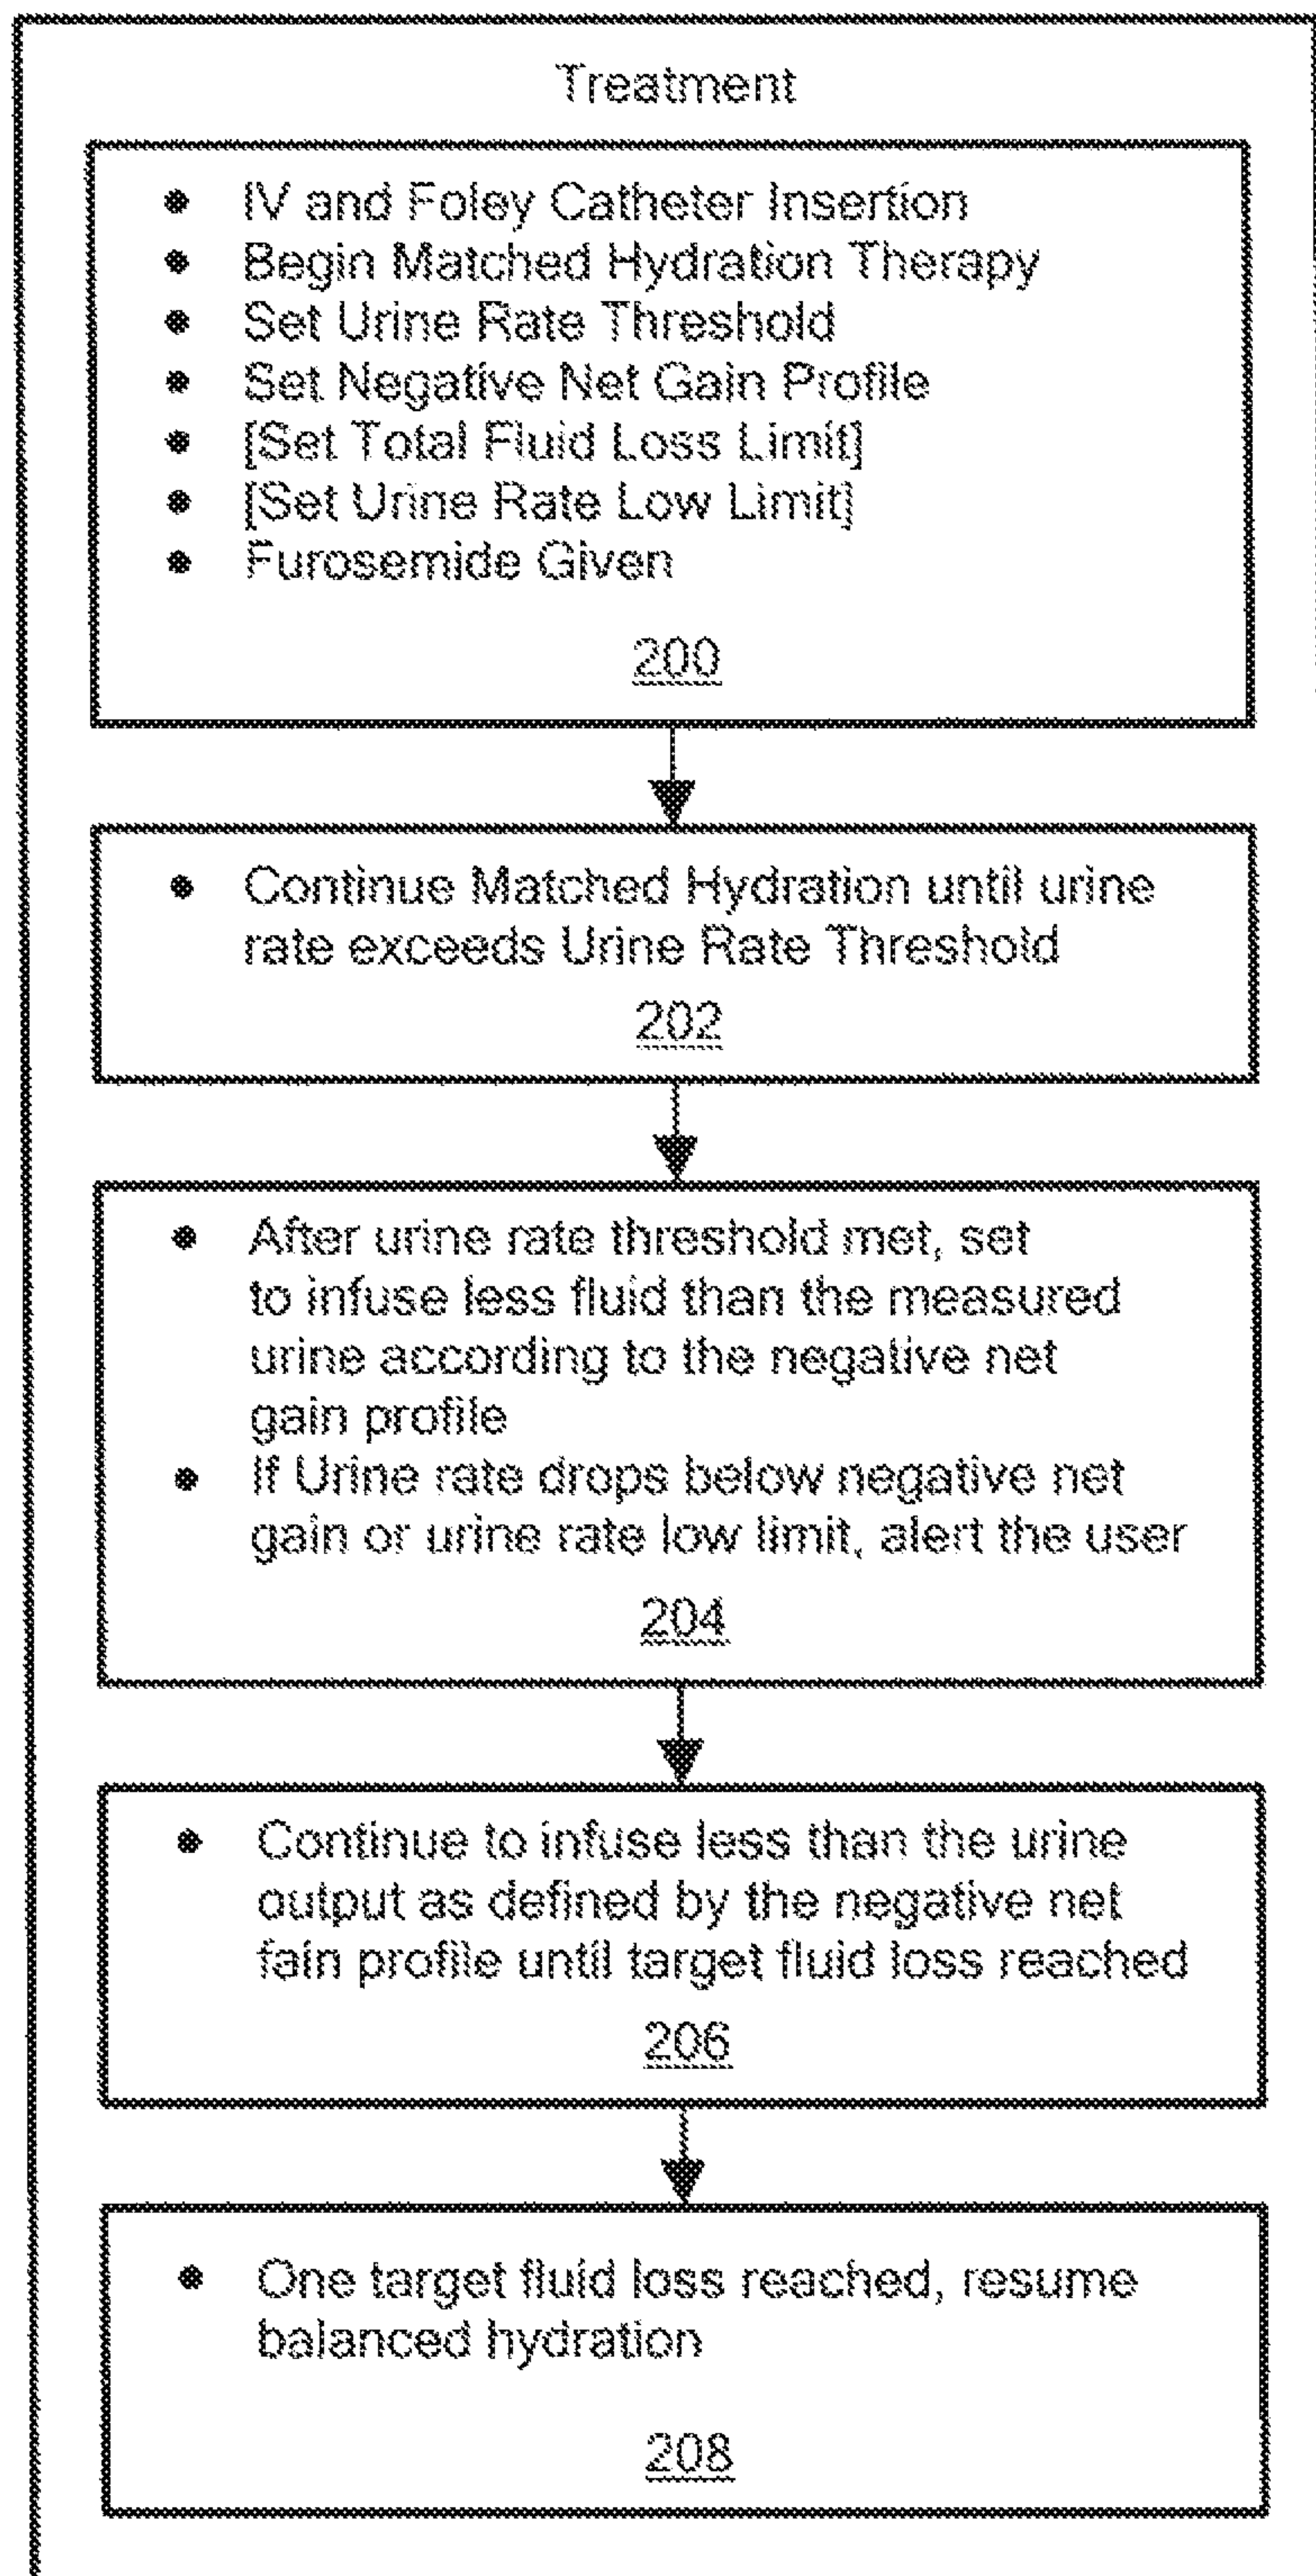 Treatment
• IV and Foley Catheter Insertion
• Begin Matched Hydration Therapy
• Set Urine Rate Threshold
• Set Negative Net Gain Profile
• [Set Total Fluid Loss Limit]
• [Set Urine Rate Low Limit]
• Furosemide Given
200
• Continue Matched Hydration until urine
rate exceeds Urine Rate Threshold
202
• After urine rate threshold met, set
to infuse less fluid than the measured
urine according to the negative net
gain profile
• If Urine rate drops below negative net
gain or urine rate low limit, alert the user
204
• Continue to infuse less than the urine
output as defined by the negative net
fain profile until target fluid loss reached
206
• One target fluid loss reached, resume
balanced hydration
208